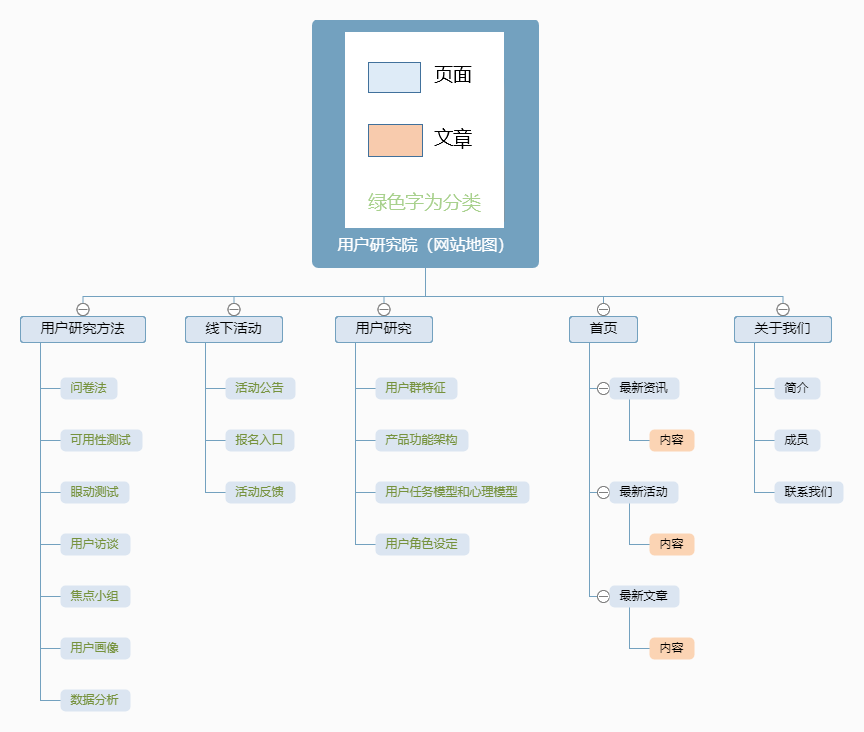 页面
文章
绿色字为分类
用户研究院（网站地图）
用户研究方法
问卷法
可用性测试
眼动测试
用户访谈
焦点小组
用户画像
数据分析
线下活动
活动公告
报名入口
活动反馈
用户研究
用户群特征
产品功能架构
用户任务模型和心理模型
用户角色设定
首页
最新资讯
内容
最新活动
内容
最新文章
内容
关于我们
简介
成员
联系我们